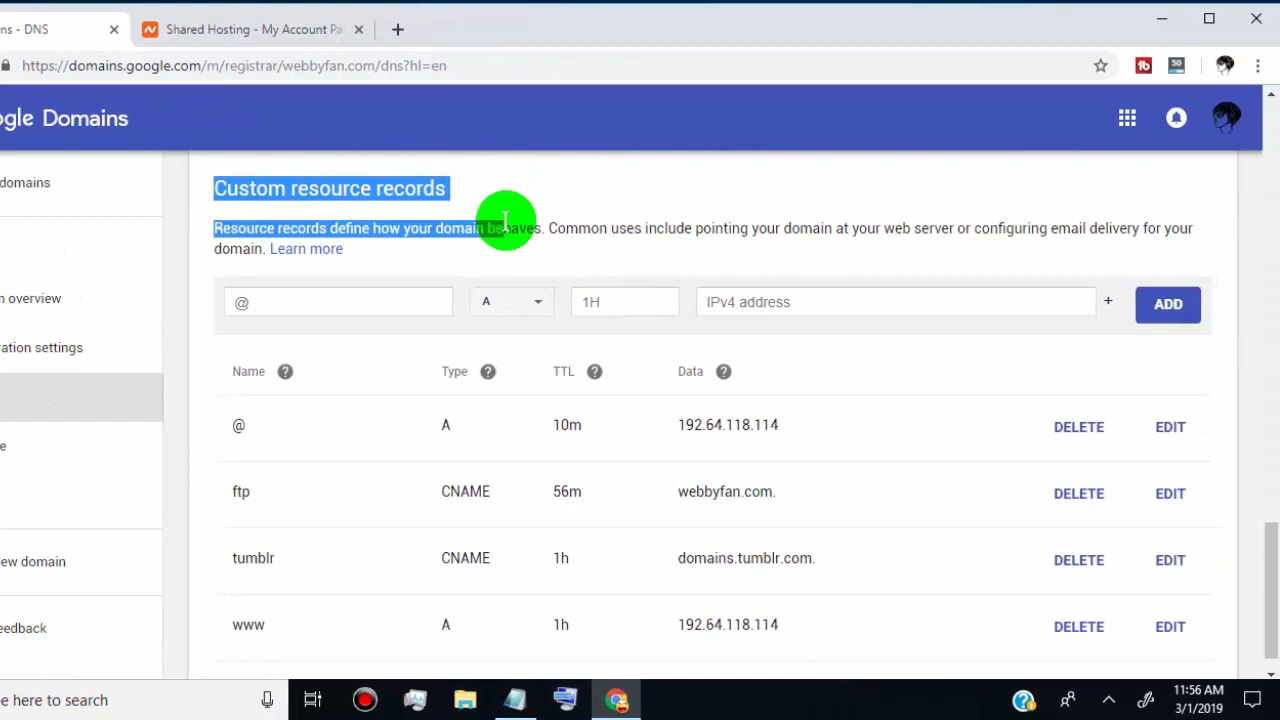 ns - DNS
Shared Hosting - My Account Pa
https://domains.google.com/m/registrar/webbyfan.com/dns?hl=en
50
ogle Domains
domains
n overview
ration settings
e
ew domain
eedback
Custom resource records
Resource records define how your domain behaves. Common uses include pointing your domain at your web server or configuring email delivery for your
domain. Learn more
@ A 1H IPv4 address + ADD
Name Type TTL Data
@ A 10m 192.64.118.114 DELETE EDIT
ftp CNAME 56m webbyfan.com. DELETE EDIT
tumblr CNAME 1h domains.tumblr.com. DELETE EDIT
www A 1h 192.64.118.114 DELETE EDIT
e here to search
11:56 AM
3/1/2019